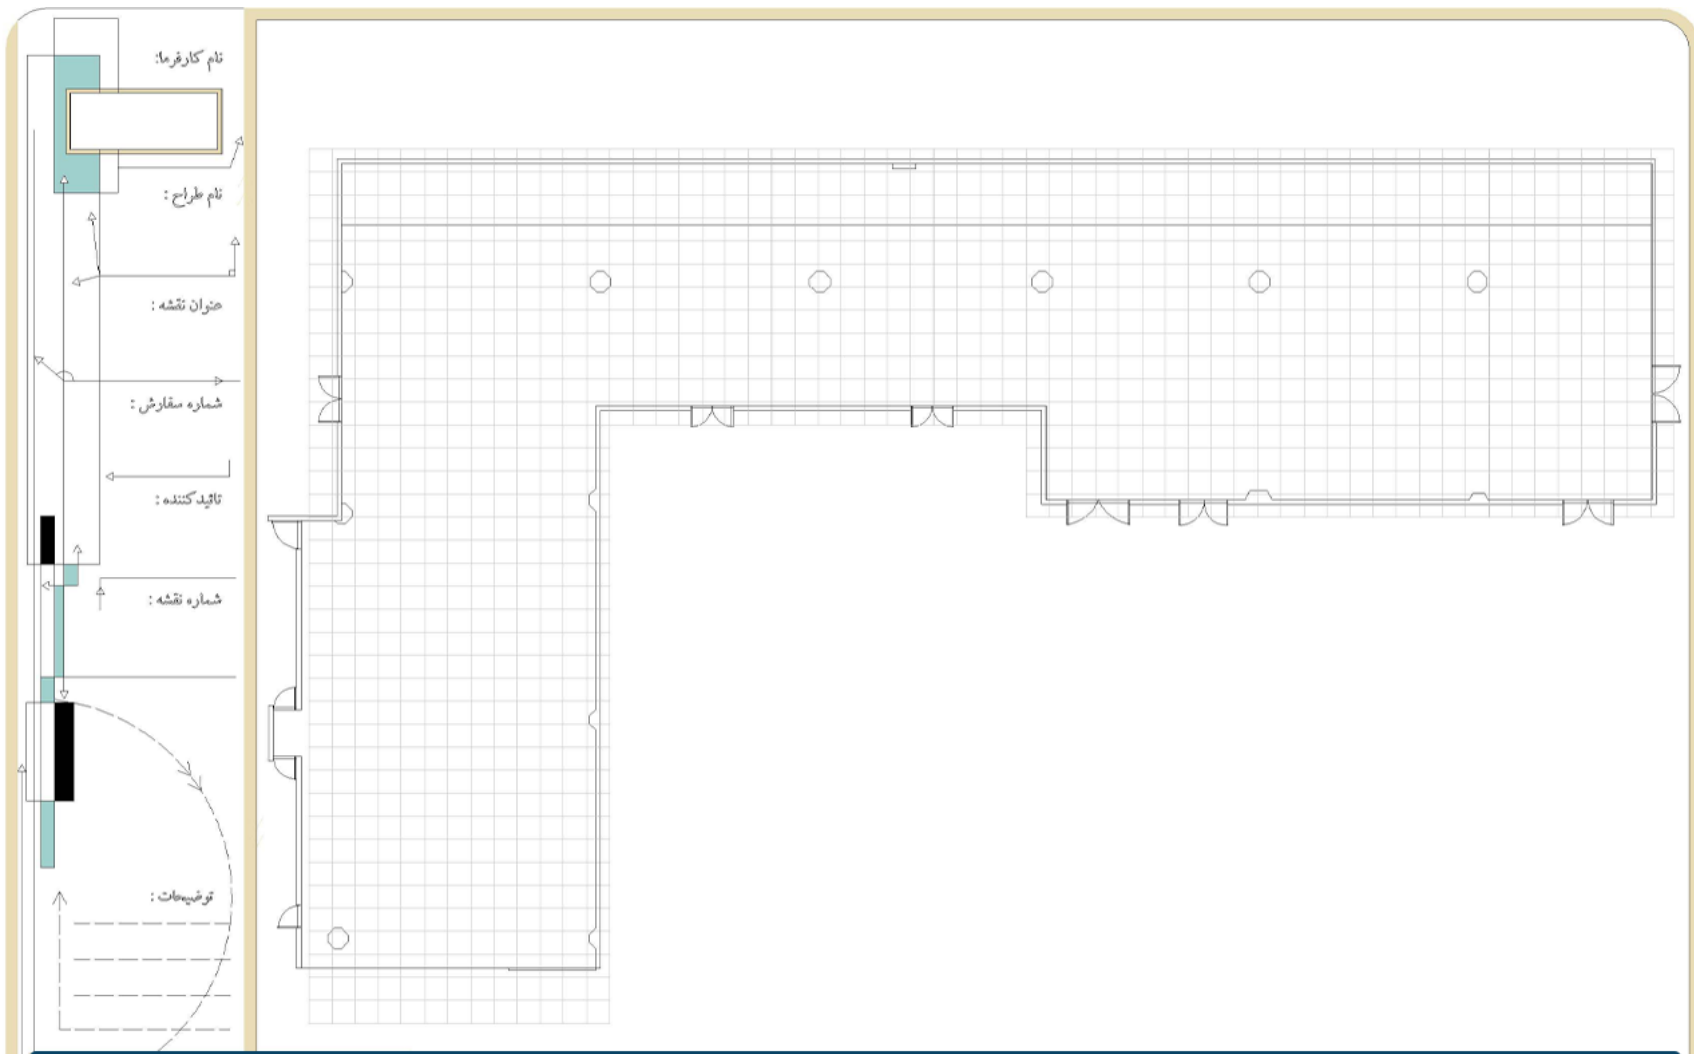 نام کارفرما:
نام طراح :
عنوان نقشه :
شماره سفارش :
تائید کننده :
شماره نقشه :
توضیحات :